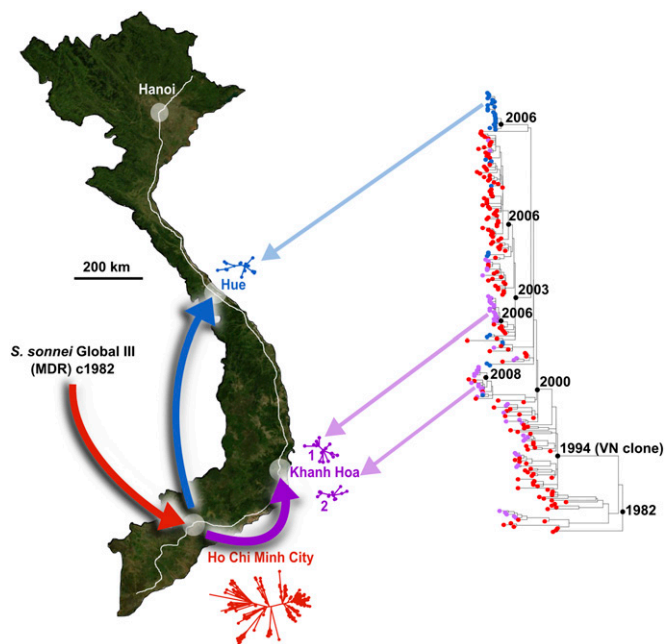 Hanoi
200 km
Hue
S. sonnei Global III
(MDR) c1982
1
Khanh Hoa
2
Ho Chi Minh City
2006
2006
2003
2006
2008
2000
1994 (VN clone)
1982